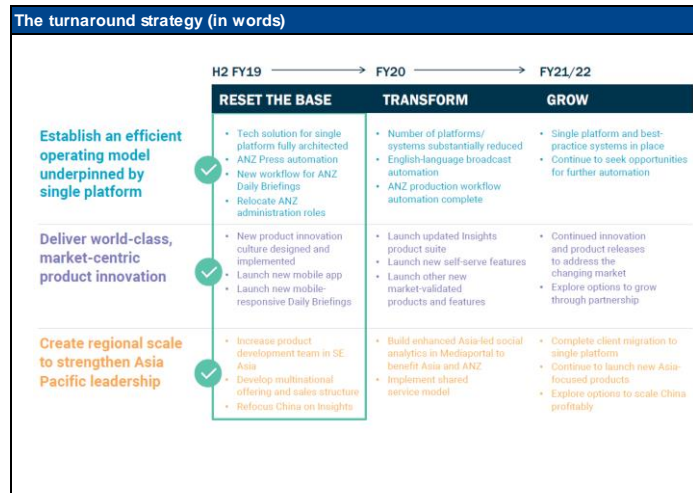 The turnaround strategy (in words)
H2 FY19
FY20
FY21/22
RESET THE BASE
TRANSFORM
GROW
Establish an efficient
operating model
underpinned by
single platform
• Tech solution for single
platform fully architected
• ANZ Press automation
• New workflow for ANZ
Daily Briefings
• Relocate ANZ
administration roles
• Number of platforms/
systems substantially reduced
• English-language broadcast
automation
• ANZ production workflow
automation complete
• Single platform and best-
practice systems in place
• Continue to seek opportunities
for further automation
Deliver world-class,
market-centric
product innovation
• New product innovation
culture designed and
implemented
• Launch new mobile app
• Launch new mobile-
responsive Daily Briefings
• Launch updated Insights
product suite
• Launch new self-serve features
• Launch other new
market-validated
products and features
• Continued innovation
and product releases
to address the
changing market
• Explore options to grow
through partnership
Create regional scale
to strengthen Asia
Pacific leadership
• Increase product
development team in SE
Asia
• Develop multinational
offering and sales structure
• Refocus China on Insights
• Build enhanced Asia-led social
analytics in Mediaportal to
benefit Asia and ANZ
• Implement shared
service model
• Complete client migration to
single platform
• Continue to launch new Asia-
focused products
• Explore options to scale China
profitably